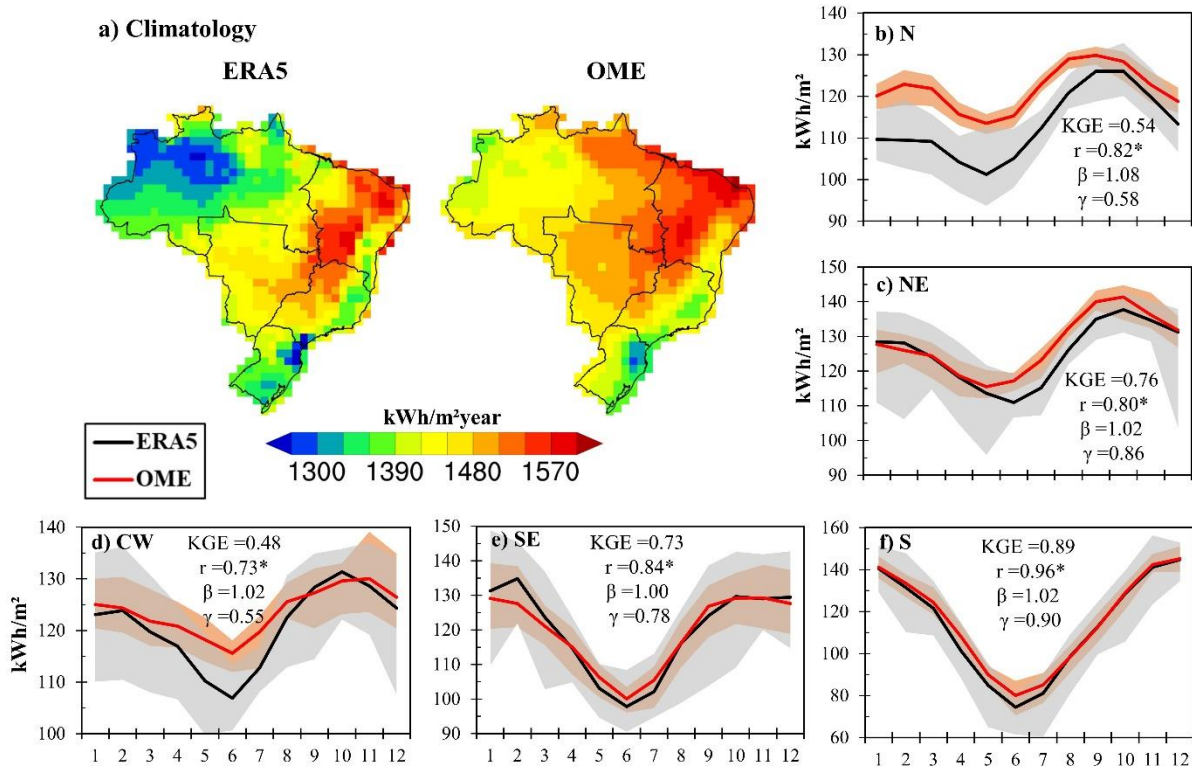 a) Climatology
ERA5
OME
kWh/m²year
1300 1390 1480 1570
ERA5
OME
b) N
kWh/m²
140
130
120
110
100
90
KGE =0.54
r =0.82*
β =1.08
γ =0.58
c) NE
kWh/m²
150
140
130
120
110
100
90
KGE =0.76
r =0.80*
β =1.02
γ =0.86
d) CW
kWh/m²
140
130
120
110
100
KGE =0.48
r =0.73*
β =1.02
γ =0.55
1 2 3 4 5 6 7 8 9 10 11 12
e) SE
150
140
130
120
110
100
90
KGE =0.73
r =0.84*
β =1.00
γ =0.78
1 2 3 4 5 6 7 8 9 10 11 12
f) S
160
140
120
100
80
60
KGE =0.89
r =0.96*
β =1.02
γ =0.90
1 2 3 4 5 6 7 8 9 10 11 12